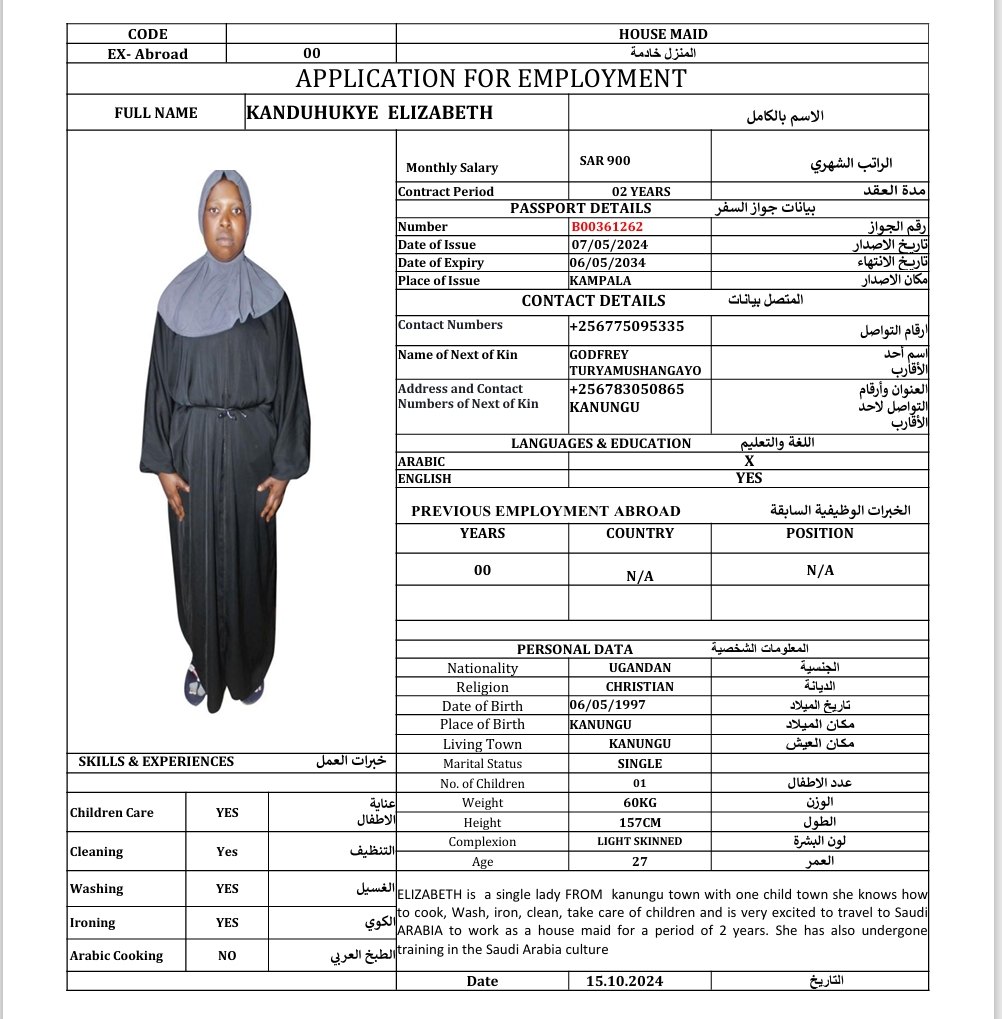 CODE HOUSE MAID
EX- Abroad 00 المنزل خادمة
APPLICATION FOR EMPLOYMENT
FULL NAME KANDUHUKYE ELIZABETH الاسم بالكامل
Monthly Salary SAR 900 الراتب الشهري
Contract Period 02 YEARS مدة العقد
PASSPORT DETAILS بيانات جواز السفر
Number B00361262 رقم الجواز
Date of Issue 07/05/2024 تاريخ الاصدار
Date of Expiry 06/05/2034 تاريخ الانتهاء
Place of Issue KAMPALA مكان الاصدار
CONTACT DETAILS المتصل بيانات
Contact Numbers +256775095335 ارقام التواصل
Name of Next of Kin GODFREY اسم أحد
TURYAMUSHANGAYO الأقارب
Address and Contact +256783050865 العنوان وأرقام
Numbers of Next of Kin KANUNGU التواصل لاحد
الأقارب
LANGUAGES & EDUCATION اللغة والتعليم
ARABIC X
ENGLISH YES
PREVIOUS EMPLOYMENT ABROAD الخبرات الوظيفية السابقة
YEARS COUNTRY POSITION
00 N/A N/A
PERSONAL DATA المعلومات الشخصية
Nationality UGANDAN الجنسية
Religion CHRISTIAN الديانة
Date of Birth 06/05/1997 تاريخ الميلاد
Place of Birth KANUNGU مكان الميلاد
Living Town KANUNGU مكان العيش
Marital Status SINGLE
No. of Children 01 عدد الاطفال
Weight 60KG الوزن
Height 157CM الطول
Complexion LIGHT SKINNED لون البشرة
Age 27 العمر
SKILLS & EXPERIENCES خبرات العمل
Children Care YES عناية
الاطفال
Cleaning Yes التنظيف
Washing YES الغسيل
Ironing YES الكوي
Arabic Cooking NO الطبخ العربي
ELIZABETH is a single lady FROM kanungu town with one child town she knows how
to cook, Wash, iron, clean, take care of children and is very excited to travel to Saudi
ARABIA to work as a house maid for a period of 2 years. She has also undergone
training in the Saudi Arabia culture
Date 15.10.2024 التاريخ